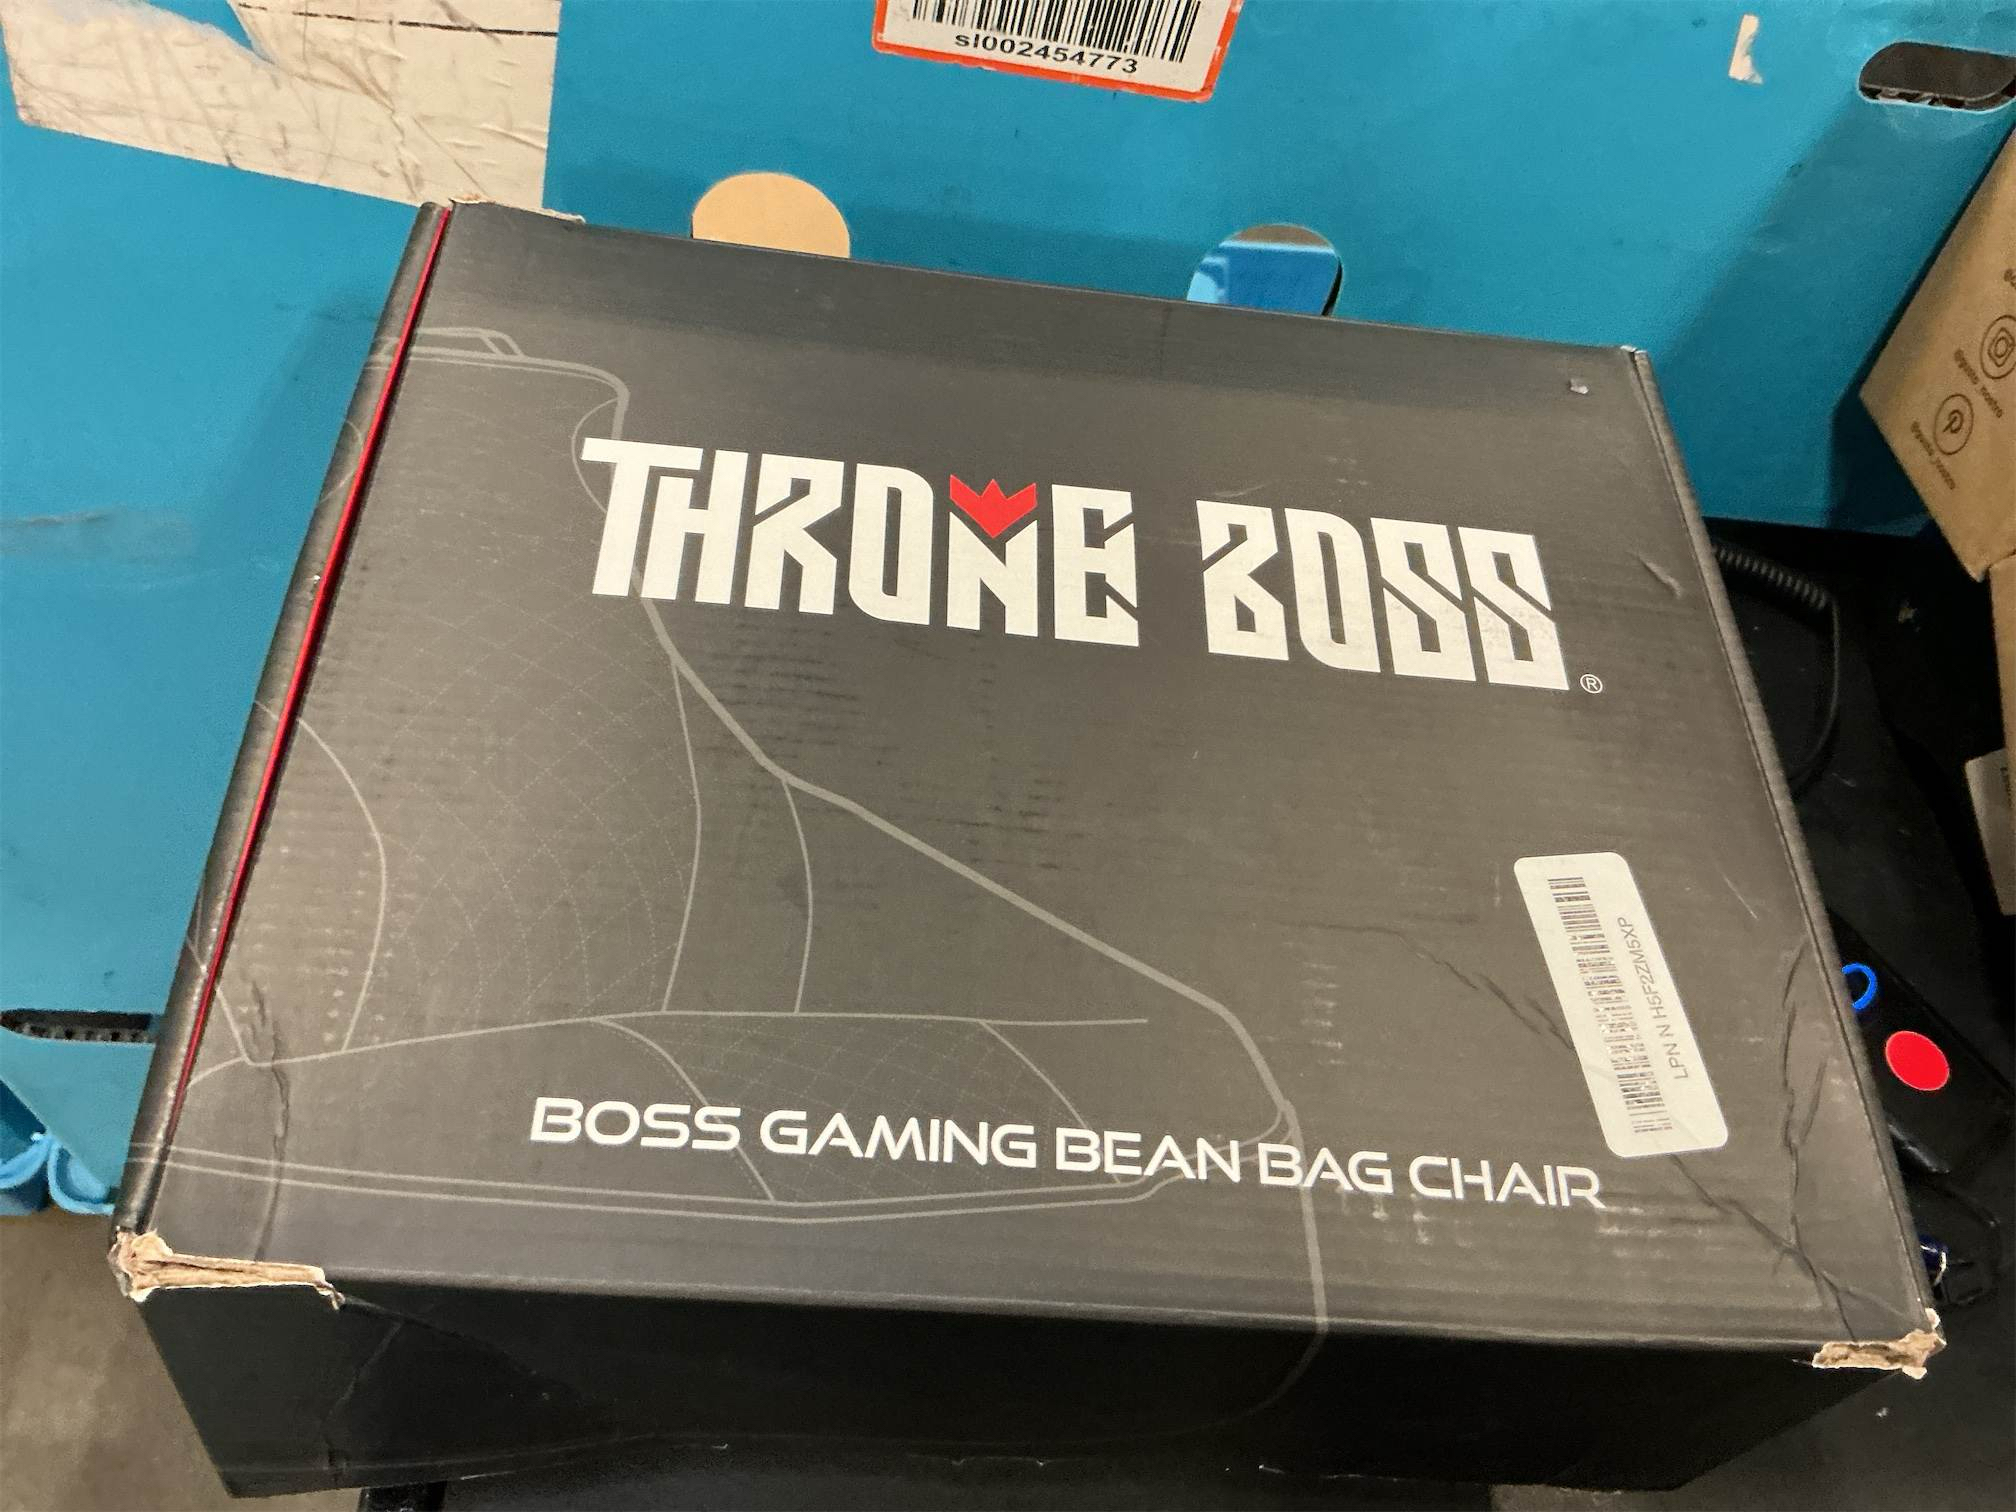 sl002454773
THRONE BOSS®
LPN N H5F2ZM5XP
BOSS GAMING BEAN BAG CHAIR